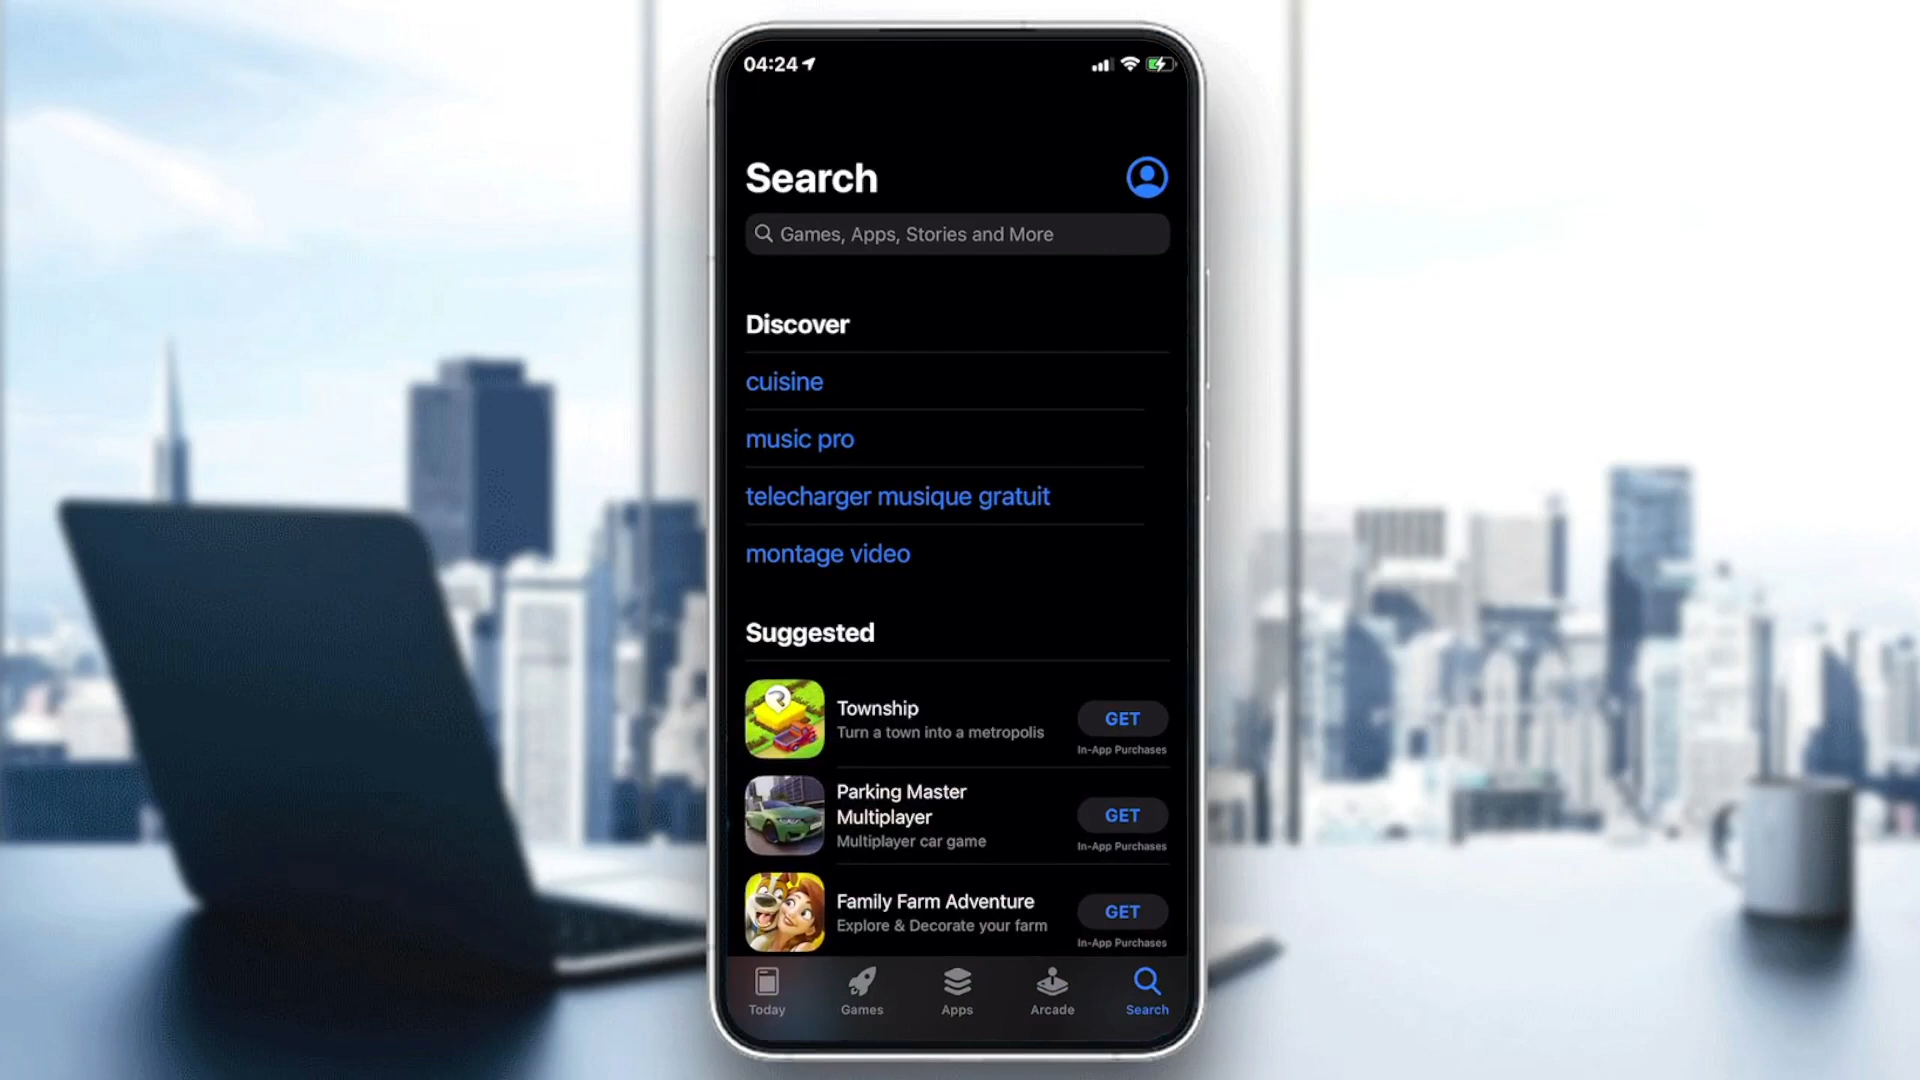 04:24
Search
Games, Apps, Stories and More
Discover
cuisine
music pro
telecharger musique gratuit
montage video
Suggested
Township
Turn a town into a metropolis
GET
In-App Purchases
Parking Master
Multiplayer
Multiplayer car game
GET
In-App Purchases
Family Farm Adventure
Explore & Decorate your farm
GET
In-App Purchases
Today
Games
Apps
Arcade
Search